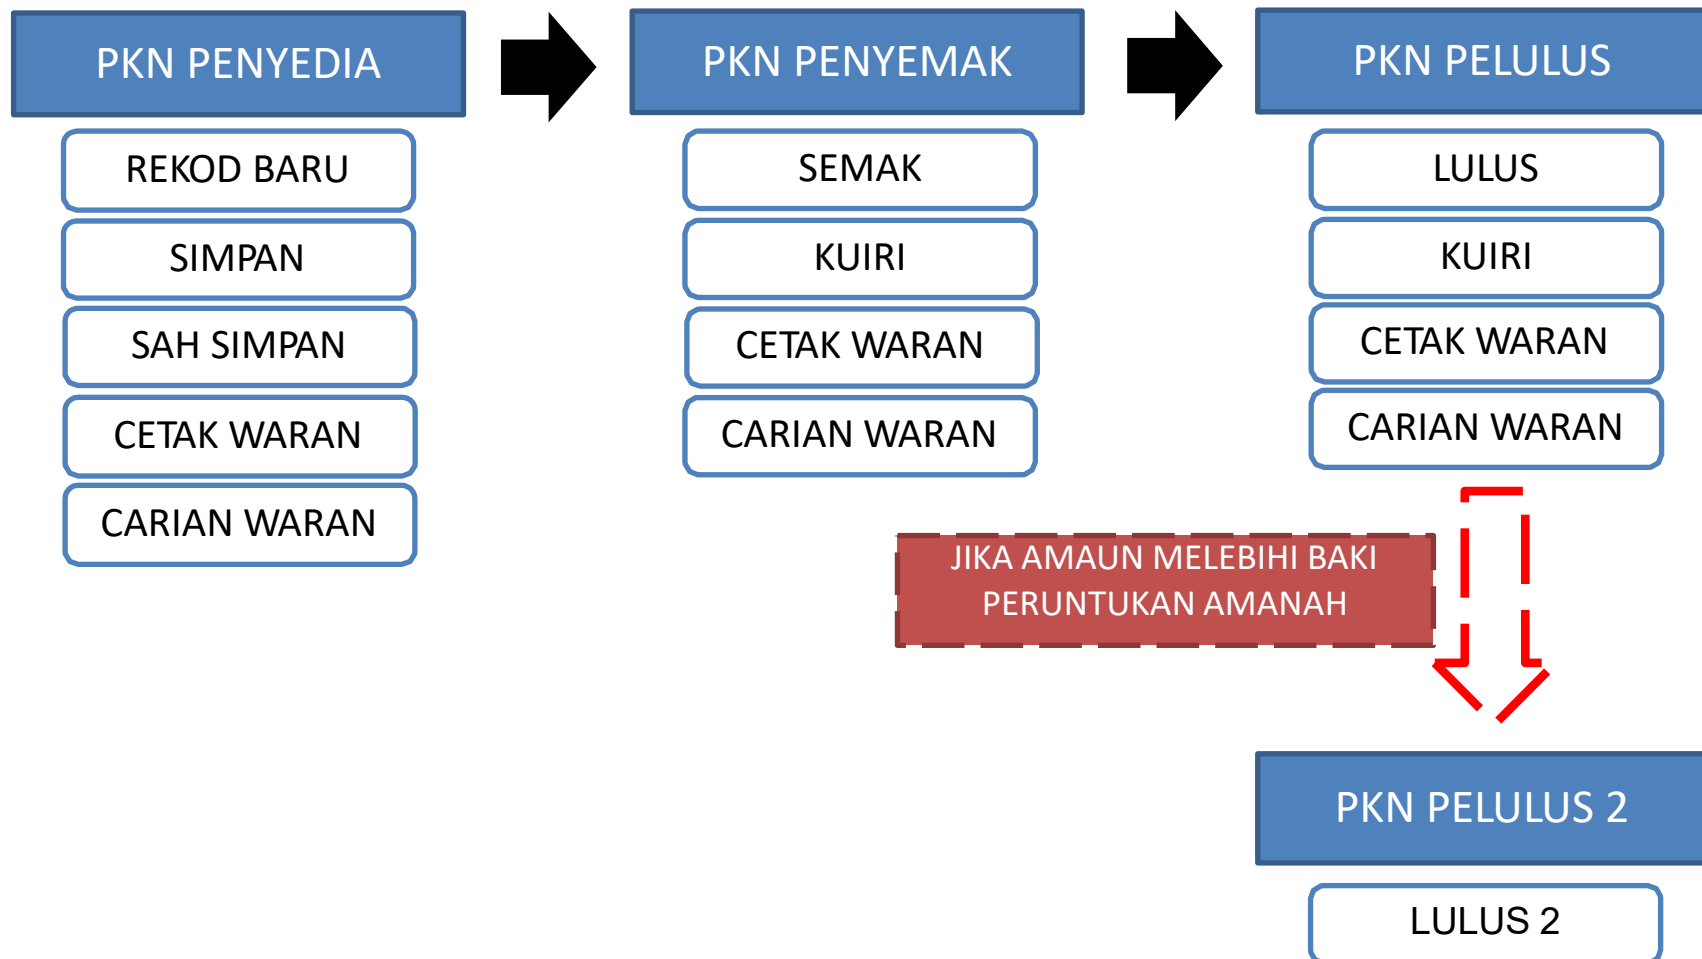 PKN PENYEDIA
REKOD BARU
SIMPAN
SAH SIMPAN
CETAK WARAN
CARIAN WARAN
PKN PENYEMAK
SEMAK
KUIRI
CETAK WARAN
CARIAN WARAN
PKN PELULUS
LULUS
KUIRI
CETAK WARAN
CARIAN WARAN
JIKA AMAUN MELEBIHI BAKI
PERUNTUKAN AMANAH
PKN PELULUS 2
LULUS 2